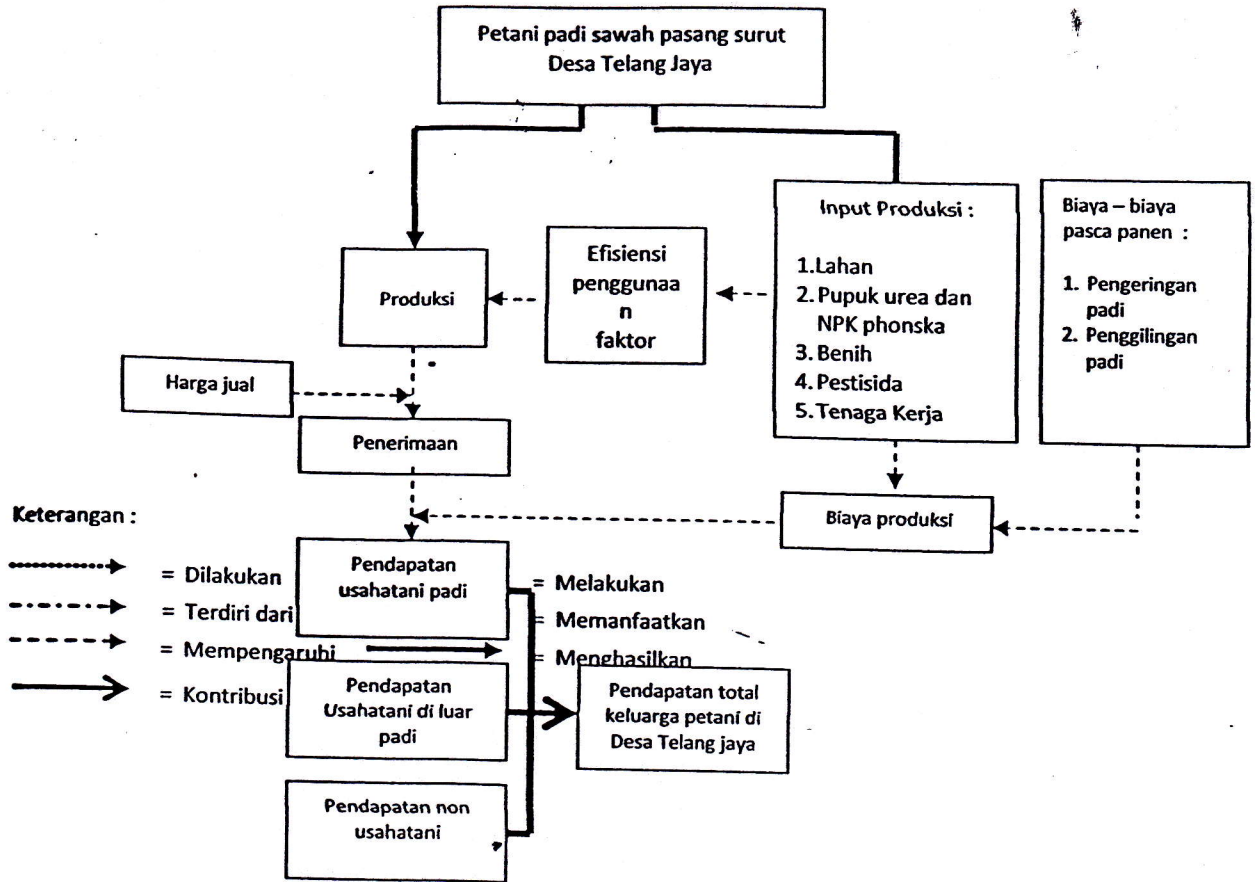 Petani padi sawah pasang surut
Desa Telang Jaya
Produksi
Efisiensi
penggunaa
n
faktor
Input Produksi :
1.Lahan
2. Pupuk urea dan
NPK phonska
3. Benih
4. Pestisida
5. Tenaga Kerja
Biaya – biaya
pasca panen :
1. Pengeringan
padi
2. Penggilingan
padi
Harga jual
Penerimaan
Biaya produksi
Keterangan :
= Dilakukan
= Terdiri dari
= Mempengaruhi
= Kontribusi
Pendapatan
usahatani padi
= Melakukan
= Memanfaatkan
= Menghasilkan
Pendapatan
Usahatani di luar
padi
Pendapatan total
keluarga petani di
Desa Telang jaya
Pendapatan non
usahatani